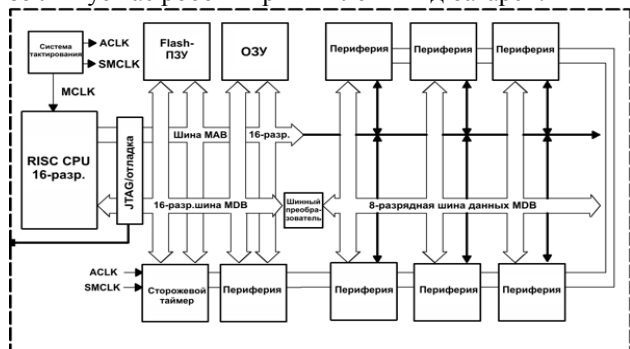 Система
тактирования
ACLK
SMCLK
MCLK
Flash-
ПЗУ
ОЗУ
Периферия
Периферия
Периферия
RISC CPU
16-разр.
JTAG/отладка
Шина MAB
16-разр.
16-разр.шина MDB
Шинный
преобра-
зователь
8-разрядная шина данных MDB
ACLK
SMCLK
Сторожевой
таймер
Периферия
Периферия
Периферия
Периферия